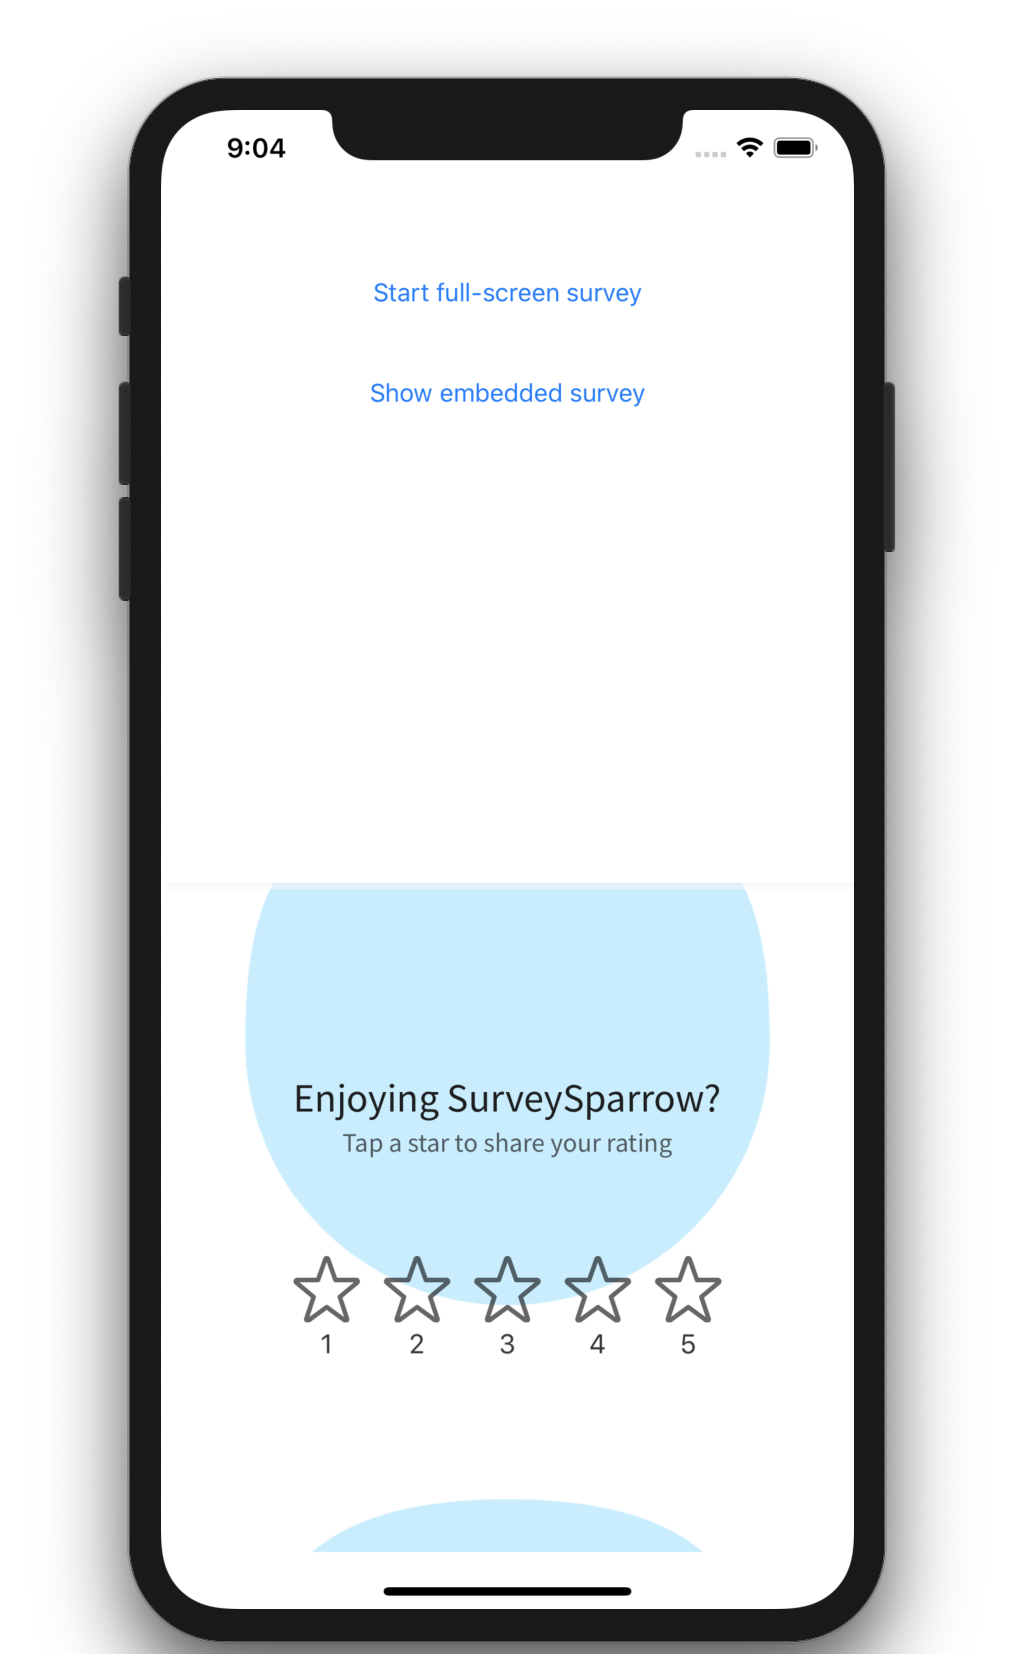 9:04
Start full-screen survey
Show embedded survey
Enjoying SurveySparrow?
Tap a star to share your rating
1 2 3 4 5